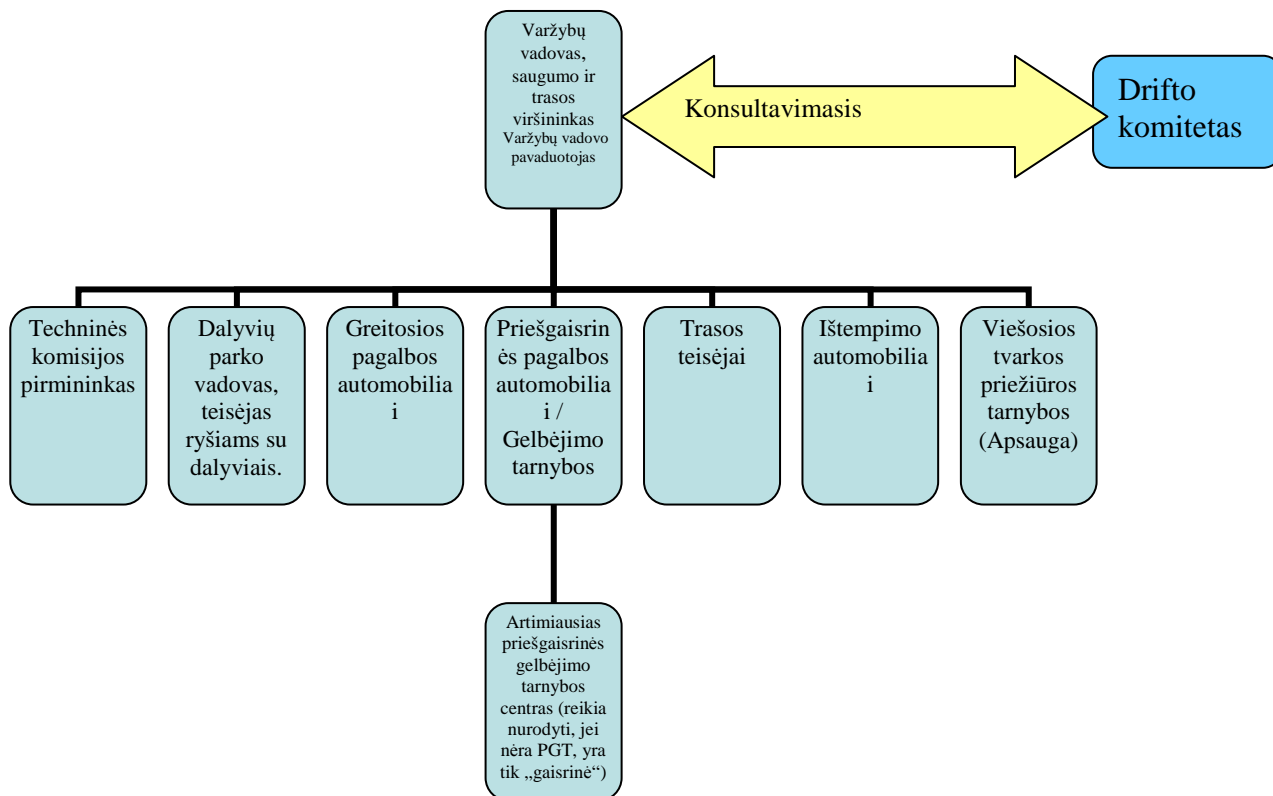 Varžybų
vadovas,
saugumo ir
trasos
viršininkas
Varžybų vadovo
pavaduotojas
Konsultavimasis
Drifto
komitetas
Techninės
komisijos
pirmininkas
Dalyvių
parko
vadovas,
teisėjas
ryšiams su
dalyviais.
Greitosios
pagalbos
automobilia
i
Priešgaisrin
ės pagalbos
automobilia
i /
Gelbėjimo
tarnybos
Trasos
teisėjai
Ištempimo
automobilia
i
Viešosios
tvarkos
priežiūros
tarnybos
(Apsauga)
Artimiausias
priešgaisrinės
gelbėjimo
tarnybos
centras (reikia
nurodyti, jei
nėra PGT, yra
tik „gaisrinė“)